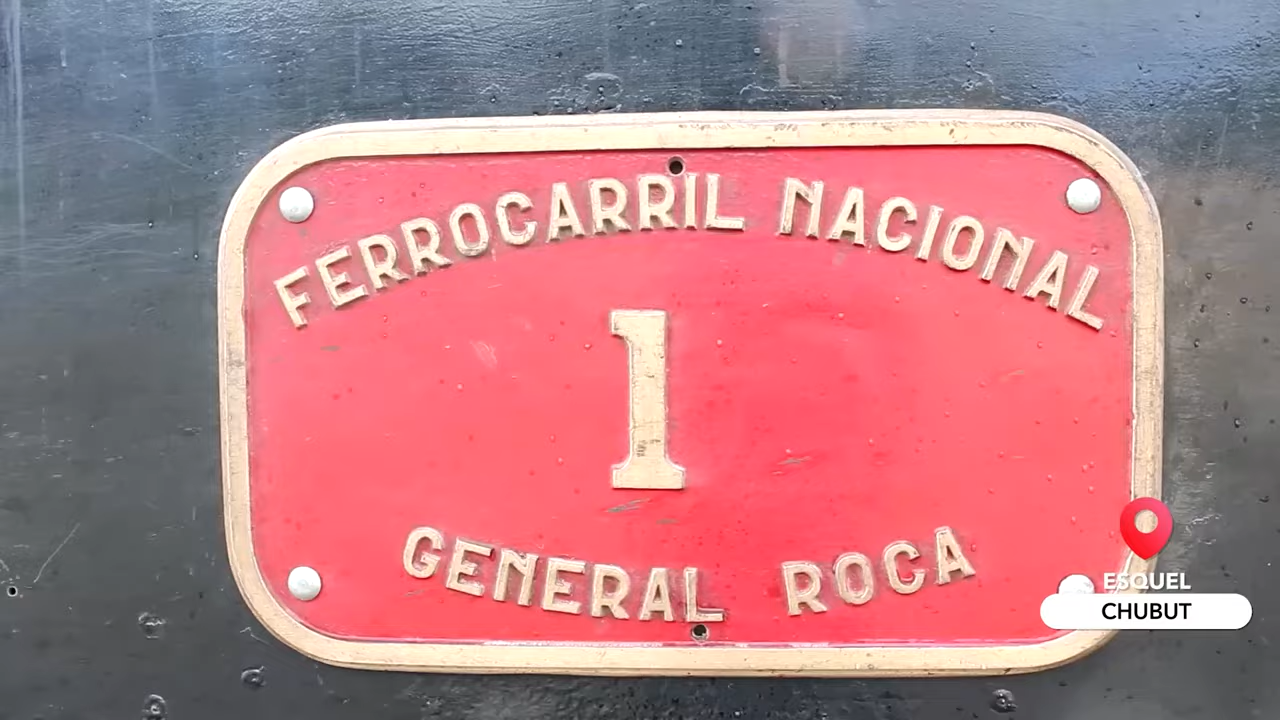 FERROCARRIL NACIONAL
1
GENERAL ROCA
ESQUEL
CHUBUT